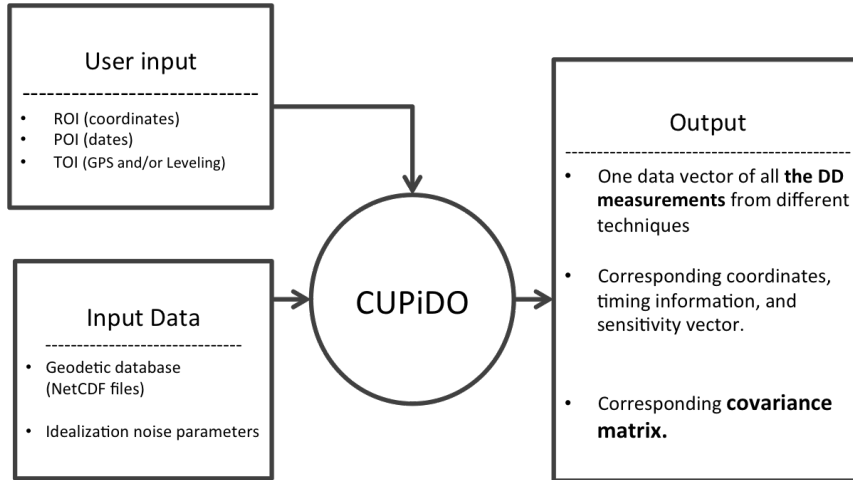 User input
• ROI (coordinates)
• POI (dates)
• TOI (GPS and/or Leveling)
Input Data
• Geodetic database
(NetCDF files)
• Idealization noise parameters
CUPiDO
Output
• One data vector of all the DD
measurements from different
techniques
• Corresponding coordinates,
timing information, and
sensitivity vector.
• Corresponding covariance
matrix.